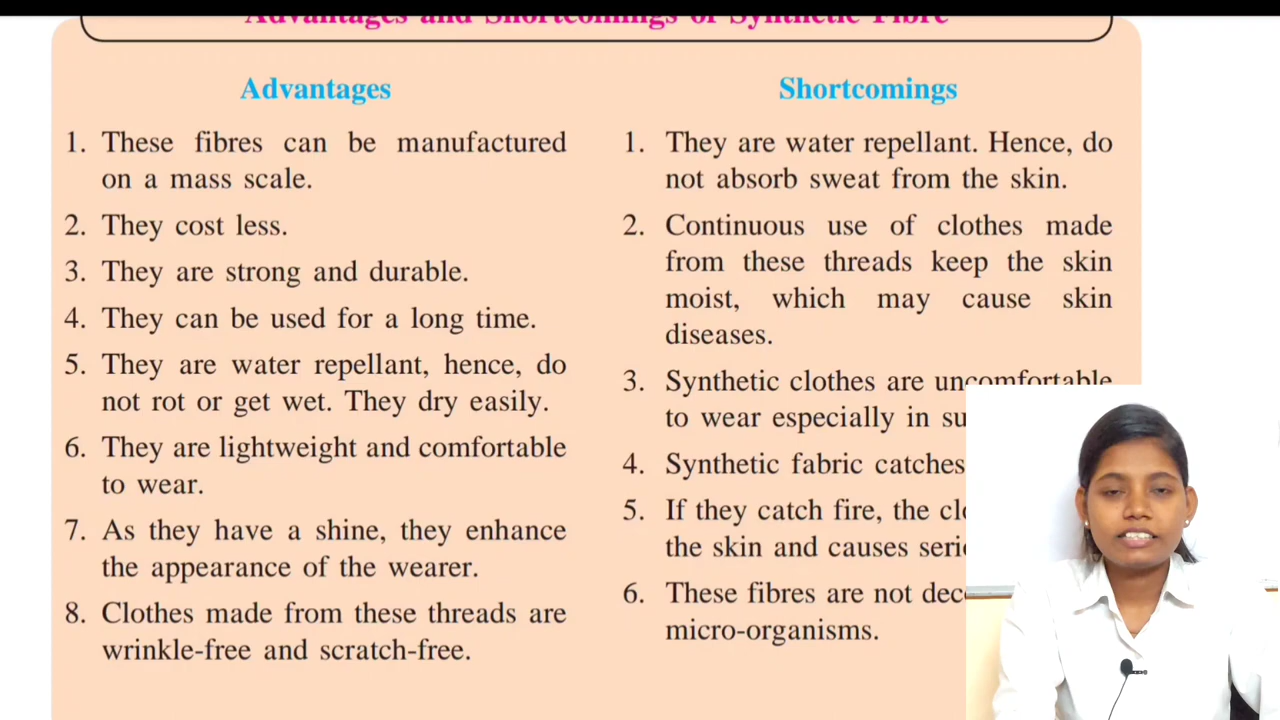 Advantages and Shortcomings of Synthetic Fibre
Advantages
1. These fibres can be manufactured
on a mass scale.
2. They cost less.
3. They are strong and durable.
4. They can be used for a long time.
5. They are water repellant, hence, do
not rot or get wet. They dry easily.
6. They are lightweight and comfortable
to wear.
7. As they have a shine, they enhance
the appearance of the wearer.
8. Clothes made from these threads are
wrinkle-free and scratch-free.
Shortcomings
1. They are water repellant. Hence, do
not absorb sweat from the skin.
2. Continuous use of clothes made
from these threads keep the skin
moist, which may cause skin
diseases.
3. Synthetic clothes are uncomfortable
to wear especially in
4. Synthetic fabric catches
5. If they catch fire, the
the skin and causes
6. These fibres are not
micro-organisms.